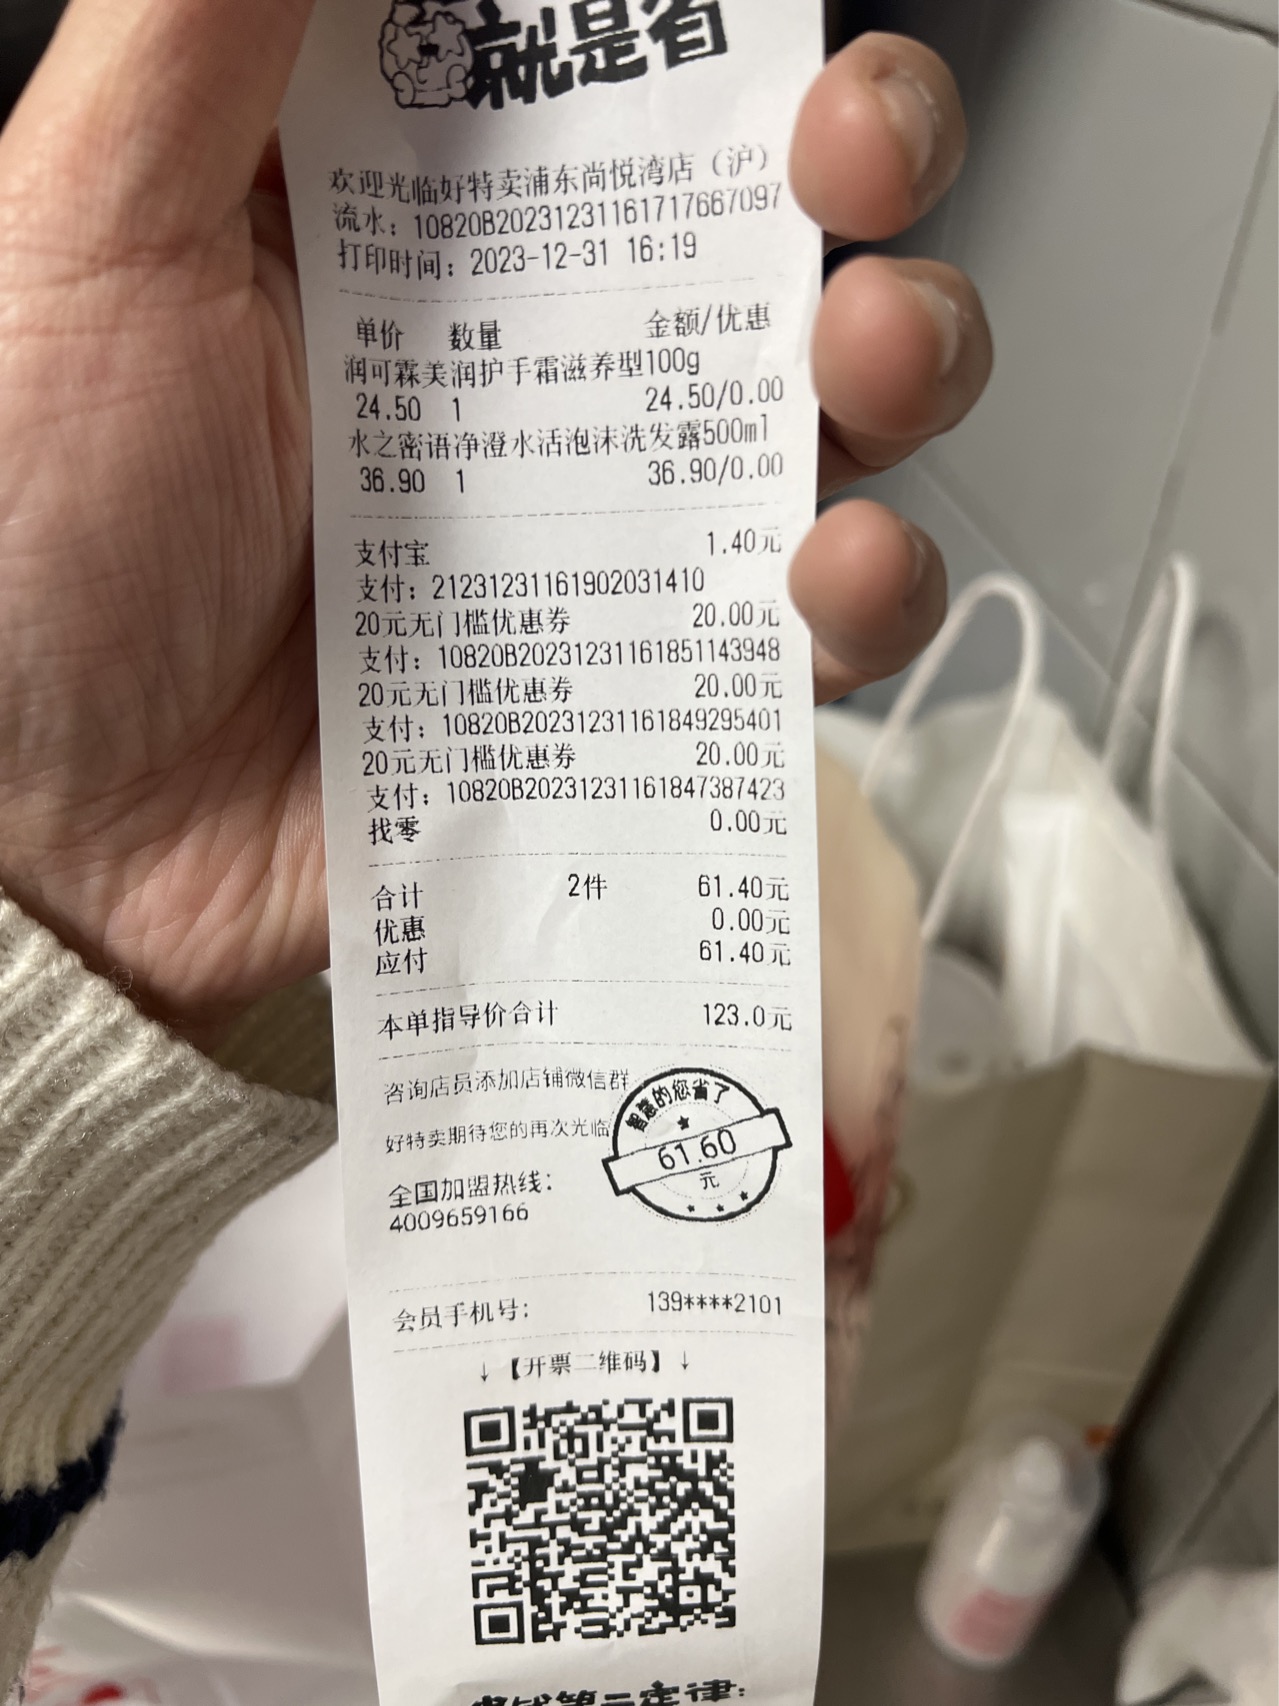 就是省
欢迎光临好特卖浦东尚悦湾店（沪）
流水：10820B202312311617176670​97
打印时间：2023-12-31 16:19
单价 数量 金额/优惠
润可霖美润护手霜滋养型100g
24.50 1 24.50/0.00
水之密语净澄水活泡沫洗发露500ml
36.90 1 36.90/0.00
支付宝 1.40元
支付：21231231161902031410
20元无门槛优惠券 20.00元
支付：10820B20231231161851143948
20元无门槛优惠券 20.00元
支付：10820B20231231161849295401
20元无门槛优惠券 20.00元
支付：10820B20231231161847387423
找零 0.00元
合计 2件 61.40元
优惠 0.00元
应付 61.40元
本单指导价合计 123.0元
咨询店员添加店铺微信群
好特卖期待您的再次光临
智慧的您省了
61.60
元
全国加盟热线：
4009659166
会员手机号： 139****2101
↓【开票二维码】↓